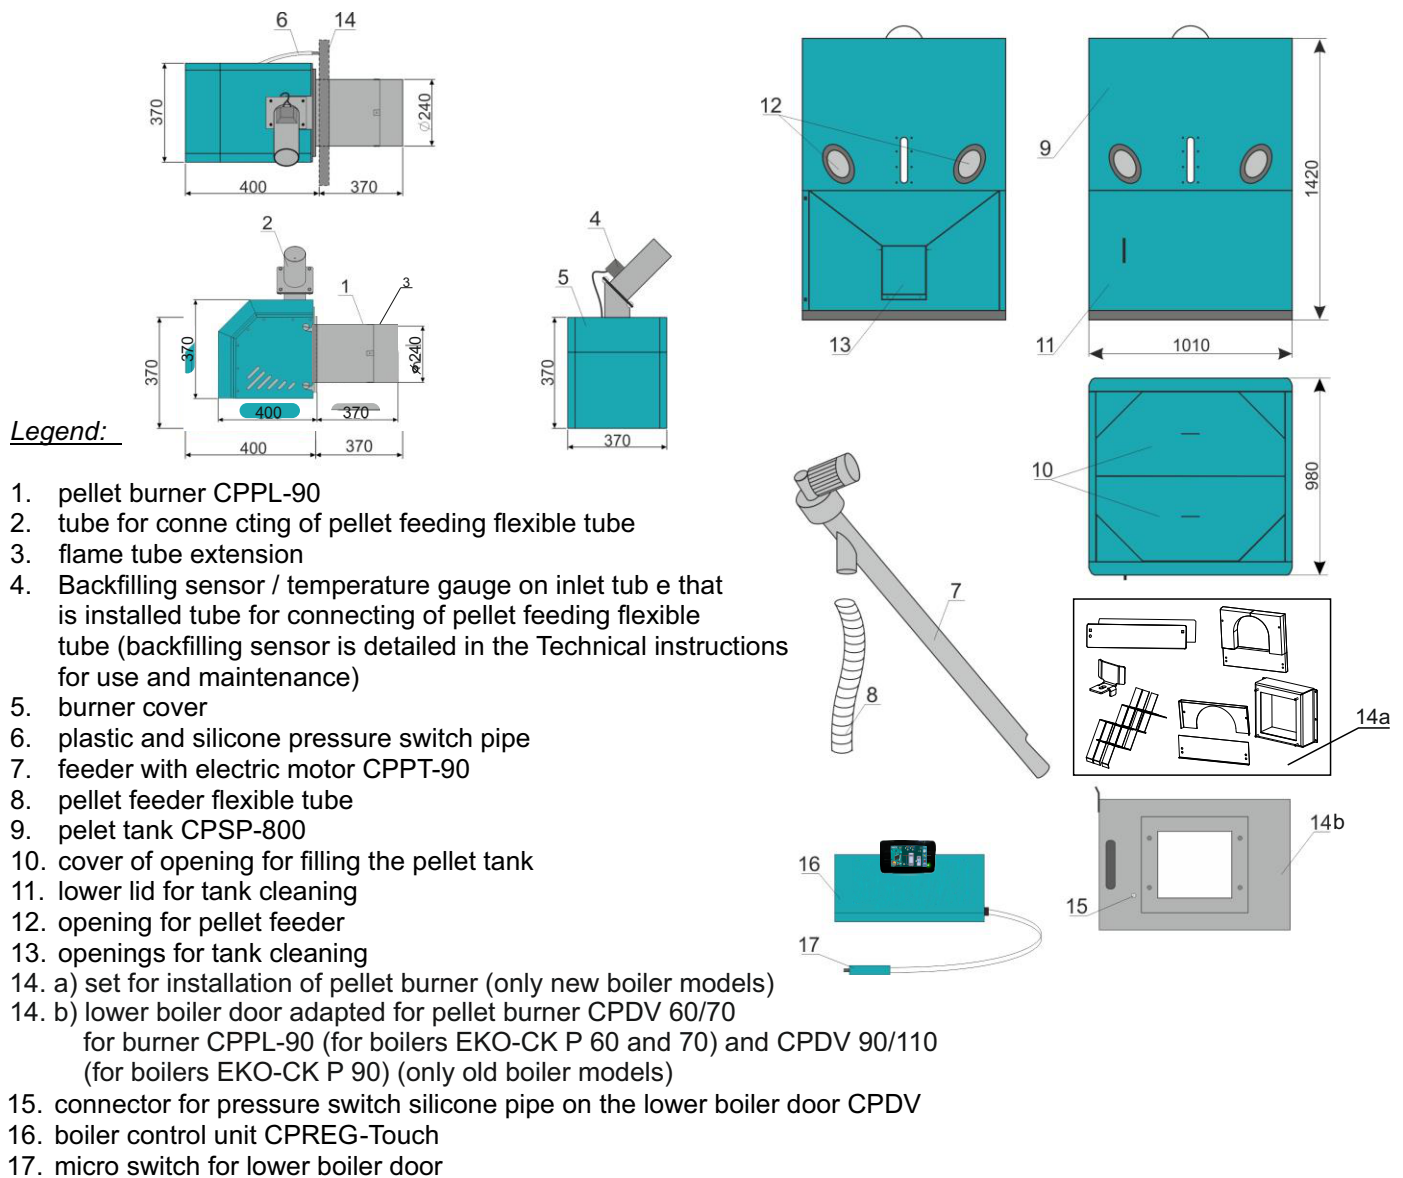 6 14
370
Ø240
400 370
2
1 3
370
370
ø240
400 370
400 370
4
5
370
370
12
13
9
11
1420
1010
10
980
7
8
14a
14b
15
16
17
Legend:
1. pellet burner CPPL-90
2. tube for conne cting of pellet feeding flexible tube
3. flame tube extension
4. Backfilling sensor / temperature gauge on inlet tub e that
is installed tube for connecting of pellet feeding flexible
tube (backfilling sensor is detailed in the Technical instructions
for use and maintenance)
5. burner cover
6. plastic and silicone pressure switch pipe
7. feeder with electric motor CPPT-90
8. pellet feeder flexible tube
9. pelet tank CPSP-800
10. cover of opening for filling the pellet tank
11. lower lid for tank cleaning
12. opening for pellet feeder
13. openings for tank cleaning
14. a) set for installation of pellet burner (only new boiler models)
14. b) lower boiler door adapted for pellet burner CPDV 60/70
for burner CPPL-90 (for boilers EKO-CK P 60 and 70) and CPDV 90/110
(for boilers EKO-CK P 90) (only old boiler models)
15. connector for pressure switch silicone pipe on the lower boiler door CPDV
16. boiler control unit CPREG-Touch
17. micro switch for lower boiler door